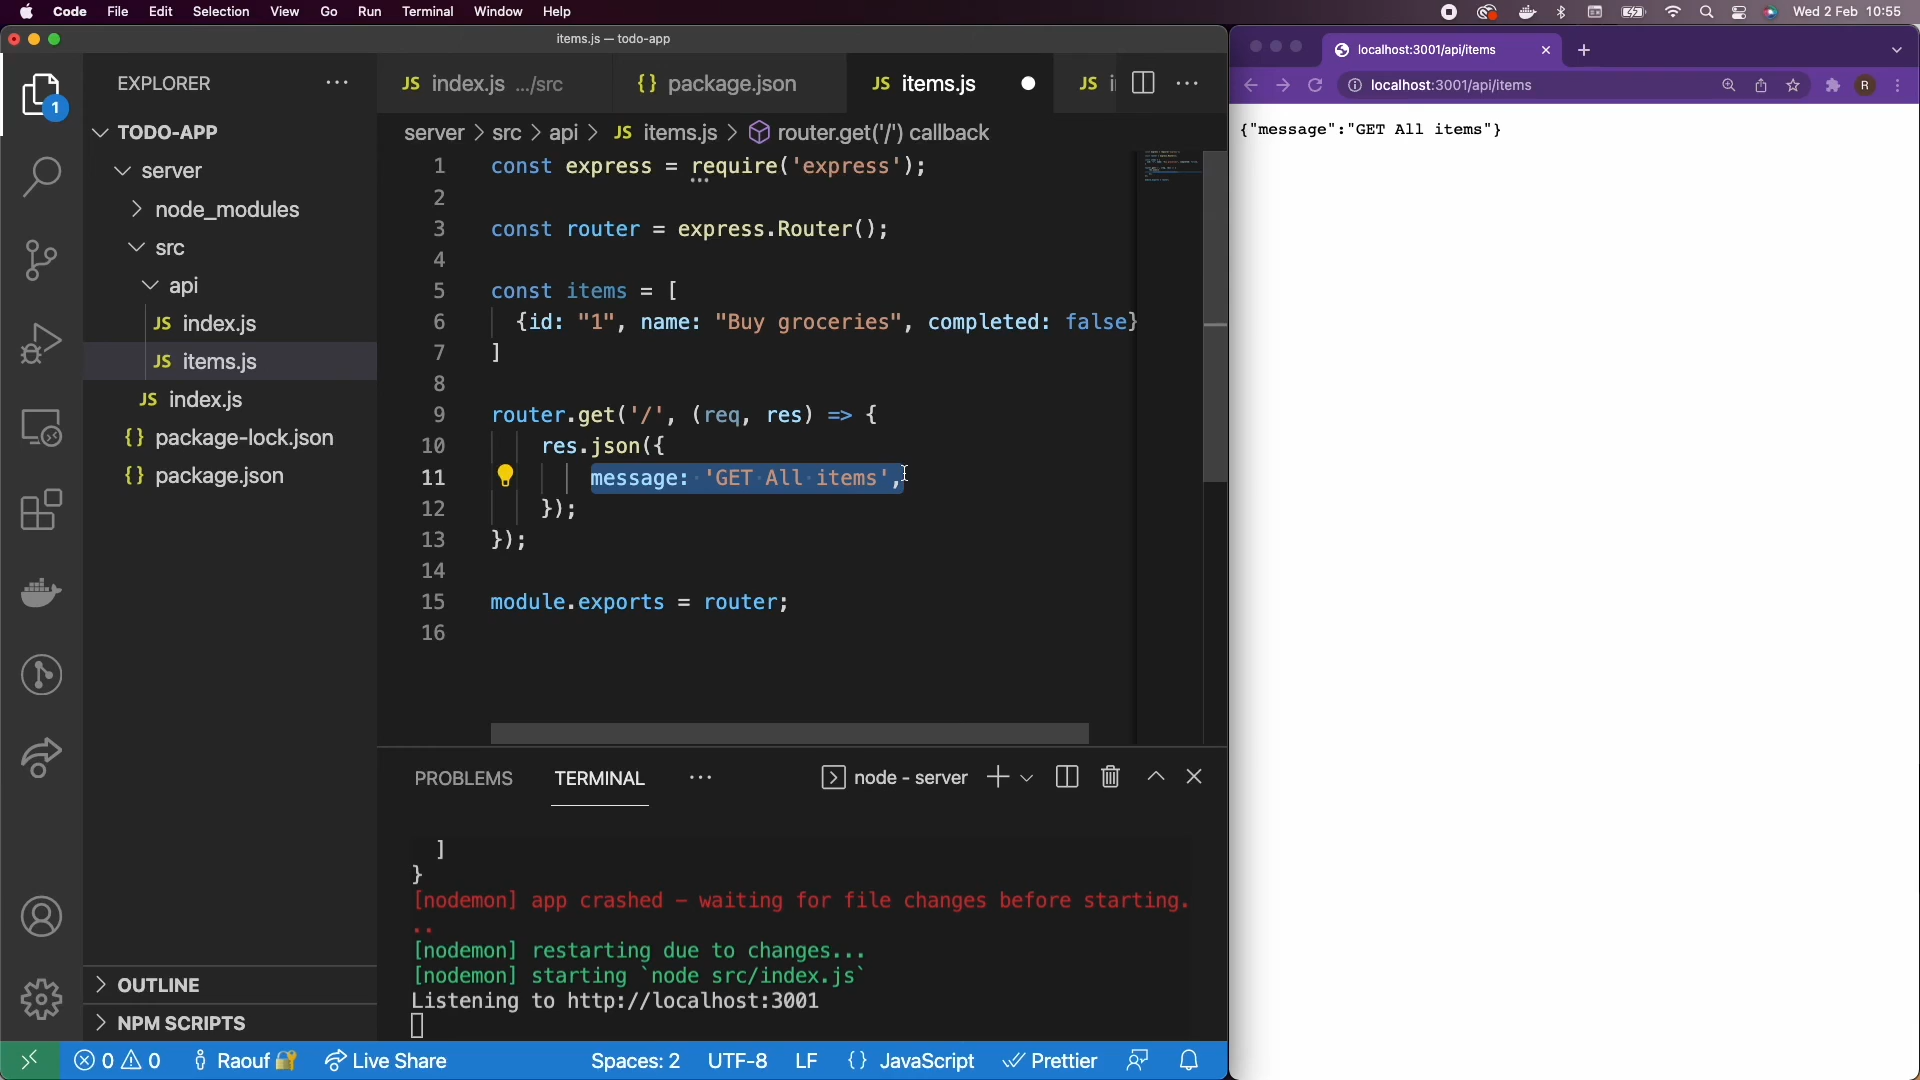 Code File Edit Selection View Go Run Terminal Window Help
Wed 2 Feb 10:55
items.js — todo-app
EXPLORER
1
TODO-APP
server
node_modules
src
api
JS index.js
JS items.js
JS index.js
{} package-lock.json
{} package.json
OUTLINE
NPM SCRIPTS
JS index.js .../src
{} package.json
JS items.js
JS
server > src > api > JS items.js > router.get('/') callback
1 const express = require('express');
2
3 const router = express.Router();
4
5 const items = [
6 {id: "1", name: "Buy groceries", completed: false}
7 ]
8
9 router.get('/', (req, res) => {
10 res.json({
11 message: 'GET All items',
12 });
13 });
14
15 module.exports = router;
16
PROBLEMS TERMINAL ··· node - server
]
}
[nodemon] app crashed – waiting for file changes before starting.
..
[nodemon] restarting due to changes...
[nodemon] starting `node src/index.js`
Listening to http://localhost:3001
0 0 Raouf Live Share Spaces: 2 UTF-8 LF {} JavaScript Prettier
localhost:3001/api/items
localhost:3001/api/items
R
{"message":"GET All items"}